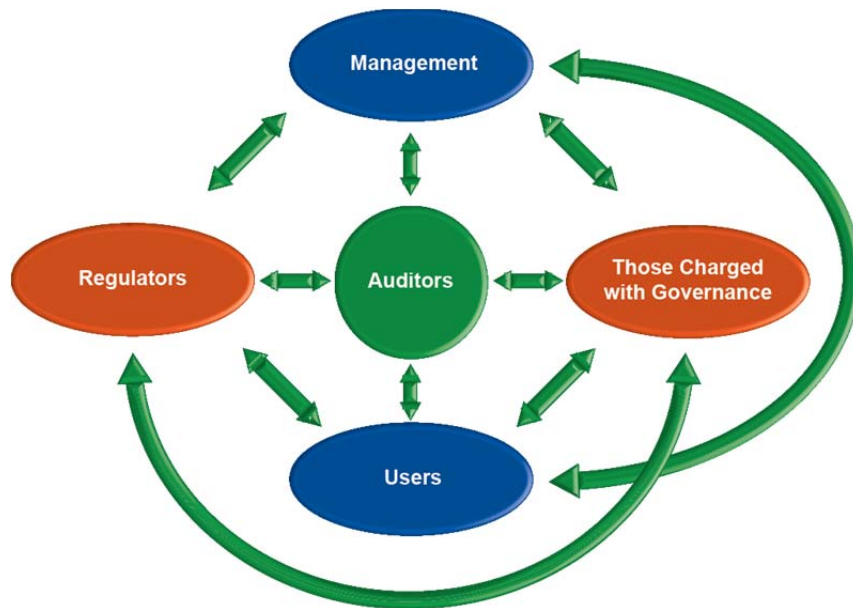 Management
Regulators
Auditors
Those Charged
with Governance
Users